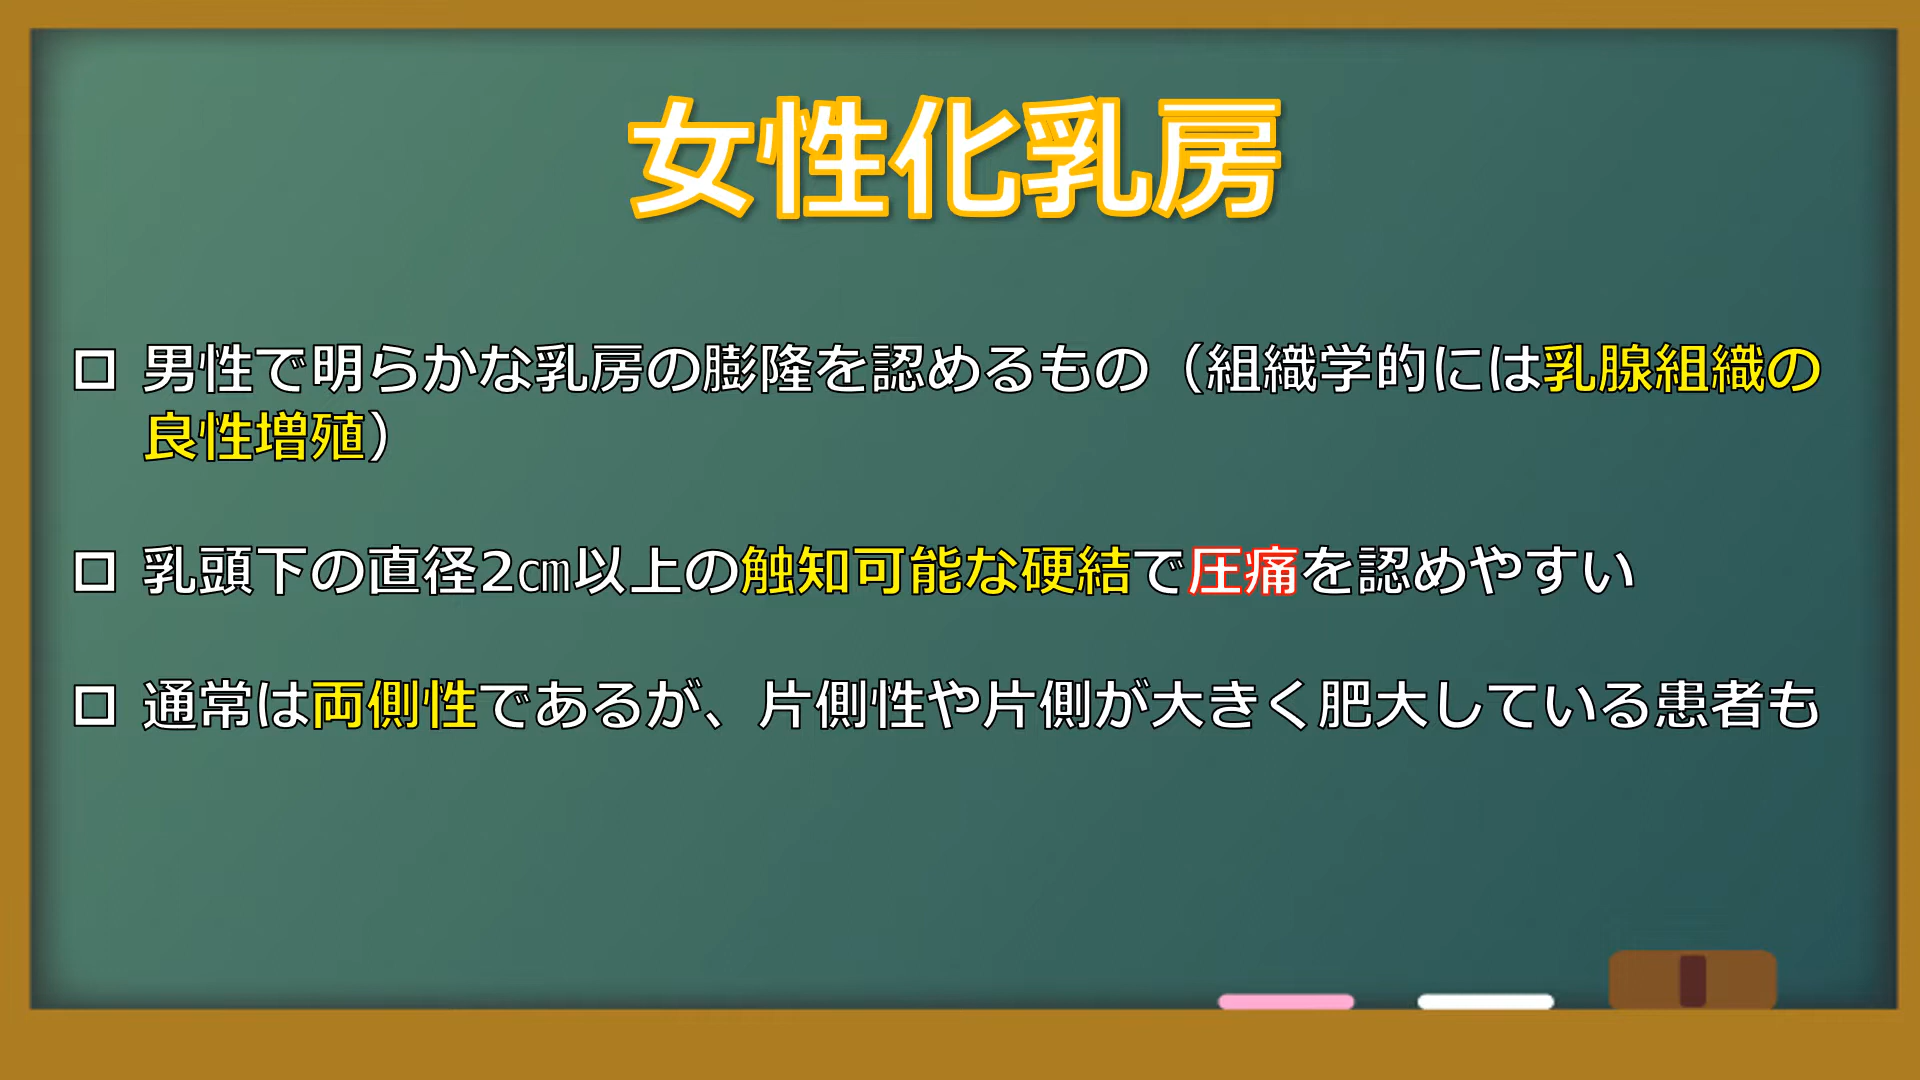 女性化乳房
□ 男性で明らかな乳房の膨隆を認めるもの（組織学的には乳腺組織の
良性増殖）
□ 乳頭下の直径2㎝以上の触知可能な硬結で圧痛を認めやすい
□ 通常は両側性であるが、片側性や片側が大きく肥大している患者も